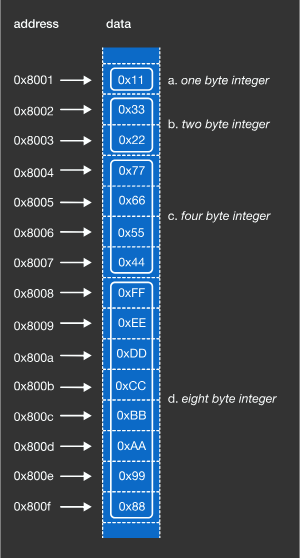 address data
0x8001 0x11 a. one byte integer
0x8002 0x33
b. two byte integer
0x8003 0x22
0x8004 0x77
0x8005 0x66
c. four byte integer
0x8006 0x55
0x8007 0x44
0x8008 0xFF
0x8009 0xEE
0x800a 0xDD
0x800b 0xCC
d. eight byte integer
0x800c 0xBB
0x800d 0xAA
0x800e 0x99
0x800f 0x88